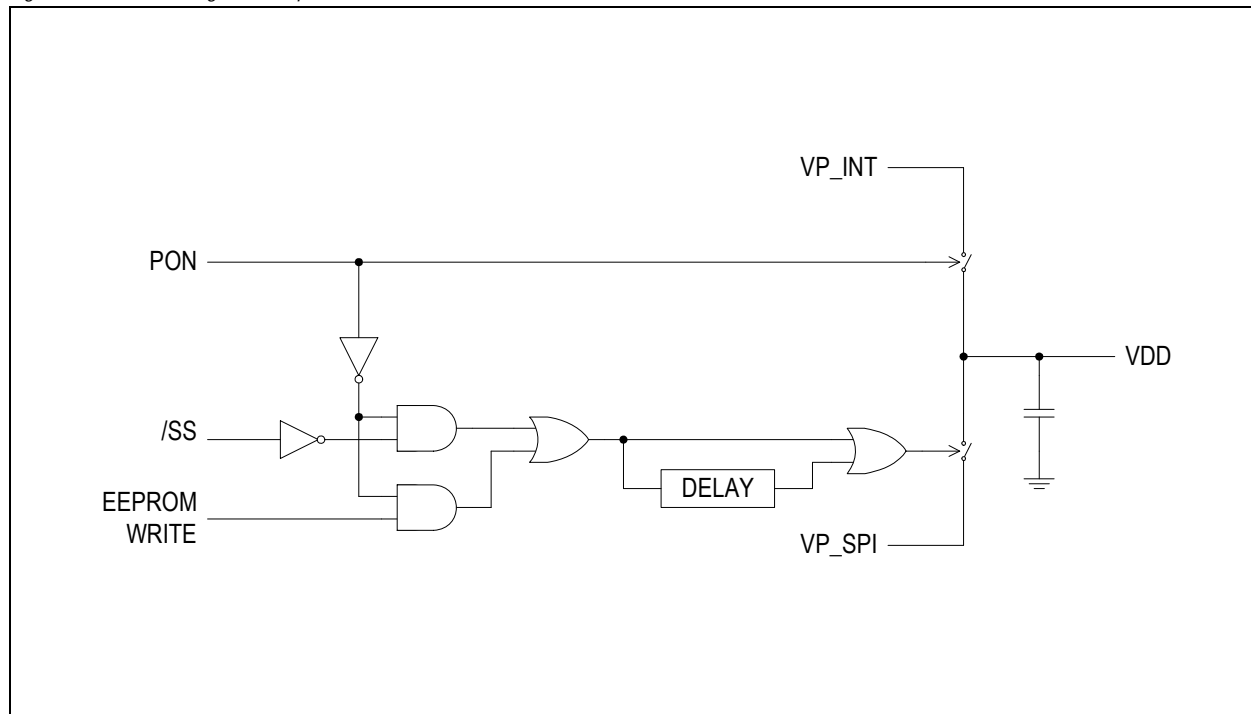 VP_INT
PON
VDD
/SS
DELAY
EEPROM
WRITE
VP_SPI